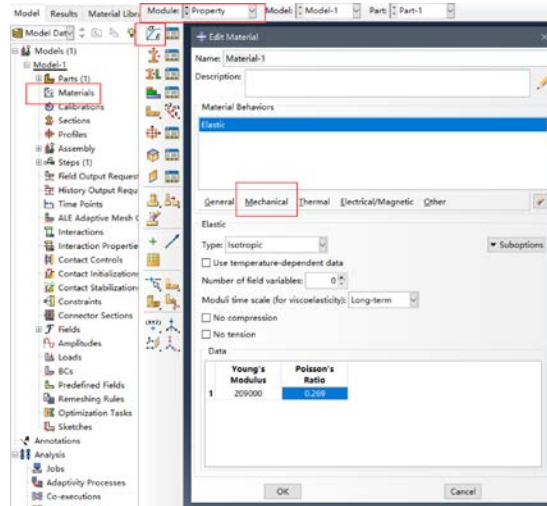 Model Results Material Libra Module: Property Model: Model-1 Part: Part-1
Model Dat
Models (1)
Model-1
Parts (1)
Materials
Calibrations
Sections
Profiles
Assembly
Steps (1)
Field Output Request
History Output Requ
Time Points
ALE Adaptive Mesh C
Interactions
Interaction Propertie
Contact Controls
Contact Initialization
Contact Stabilization
Constraints
Connector Sections
Fields
Amplitudes
Loads
BCs
Predefined Fields
Remeshing Rules
Optimization Tasks
Sketches
Annotations
Analysis
Jobs
Adaptivity Processes
Co-executions
Edit Material
Name: Material-1
Description:
Material Behaviors
Elastic
General Mechanical Thermal Electrical/Magnetic Other
Elastic
Type: Isotropic Suboptions
Use temperature-dependent data
Number of field variables: 0
Moduli time scale (for viscoelasticity): Long-term
No compression
No tension
Data
Young's Modulus Poisson's Ratio
1 209000 0.269
OK Cancel